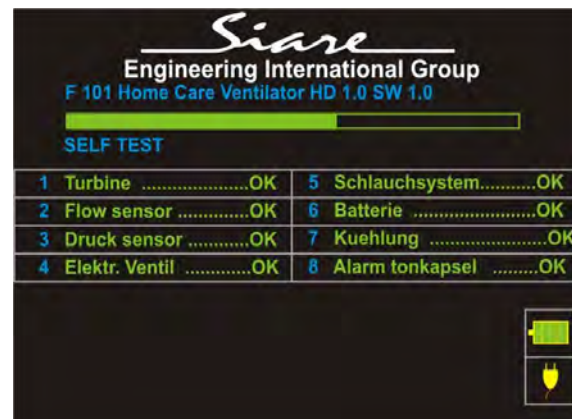 Siare
Engineering International Group
F 101 Home Care Ventilator HD 1.0 SW 1.0
SELF TEST
1 Turbine .....................OK
2 Flow sensor ..............OK
3 Druck sensor ............OK
4 Elektr. Ventil .............OK
5 Schlauchsystem...........OK
6 Batterie .......................OK
7 Kuehlung ......................OK
8 Alarm tonkapsel .........OK